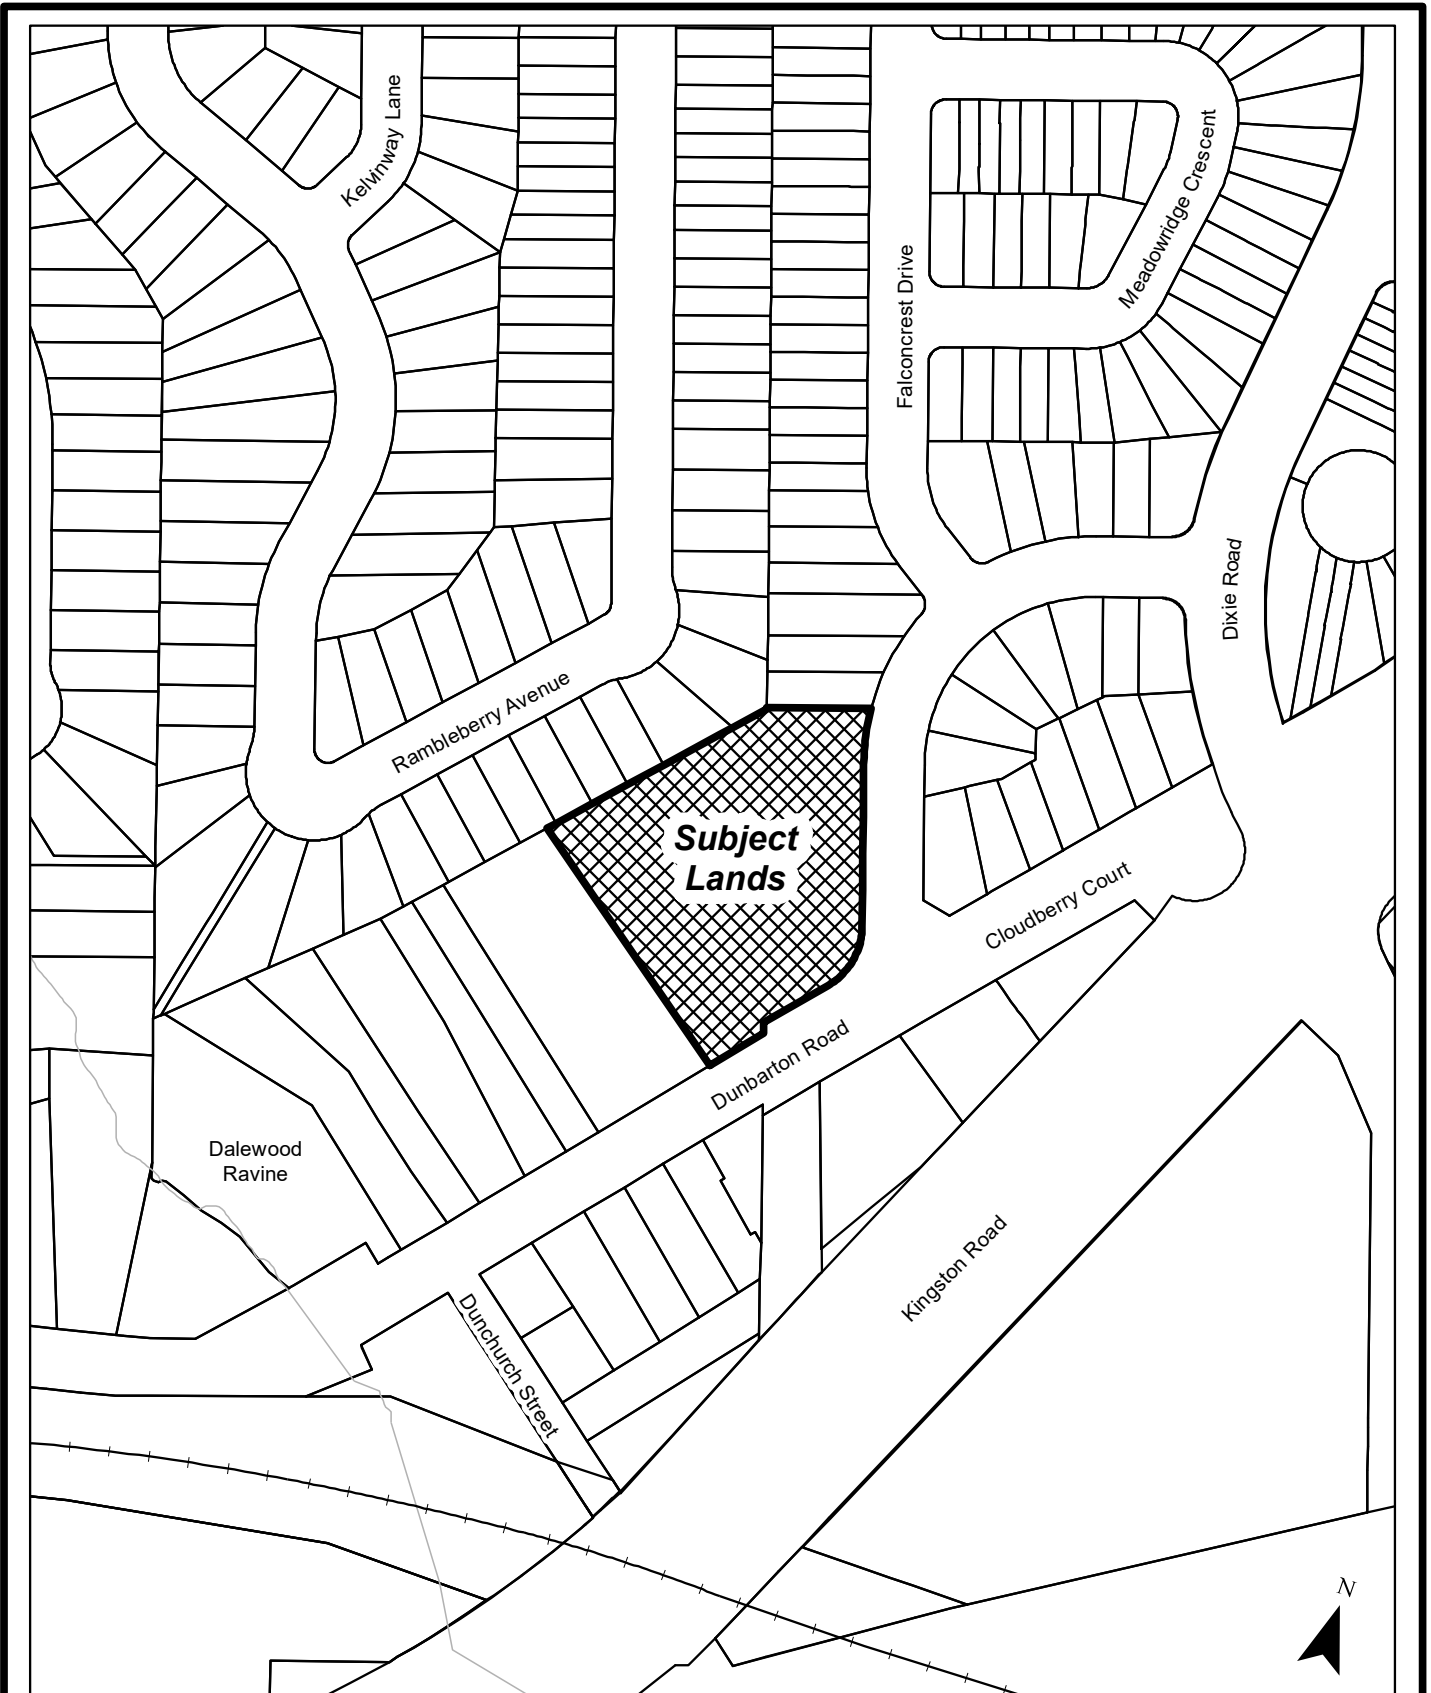 Kelvinway Lane
Meadowridge Crescent
Falconcrest Drive
Dixie Road
Rambleberry Avenue
Subject
Lands
Cloudberry Court
Dunbarton Road
Dalewood
Ravine
Kingston Road
Dunchurch Street
N